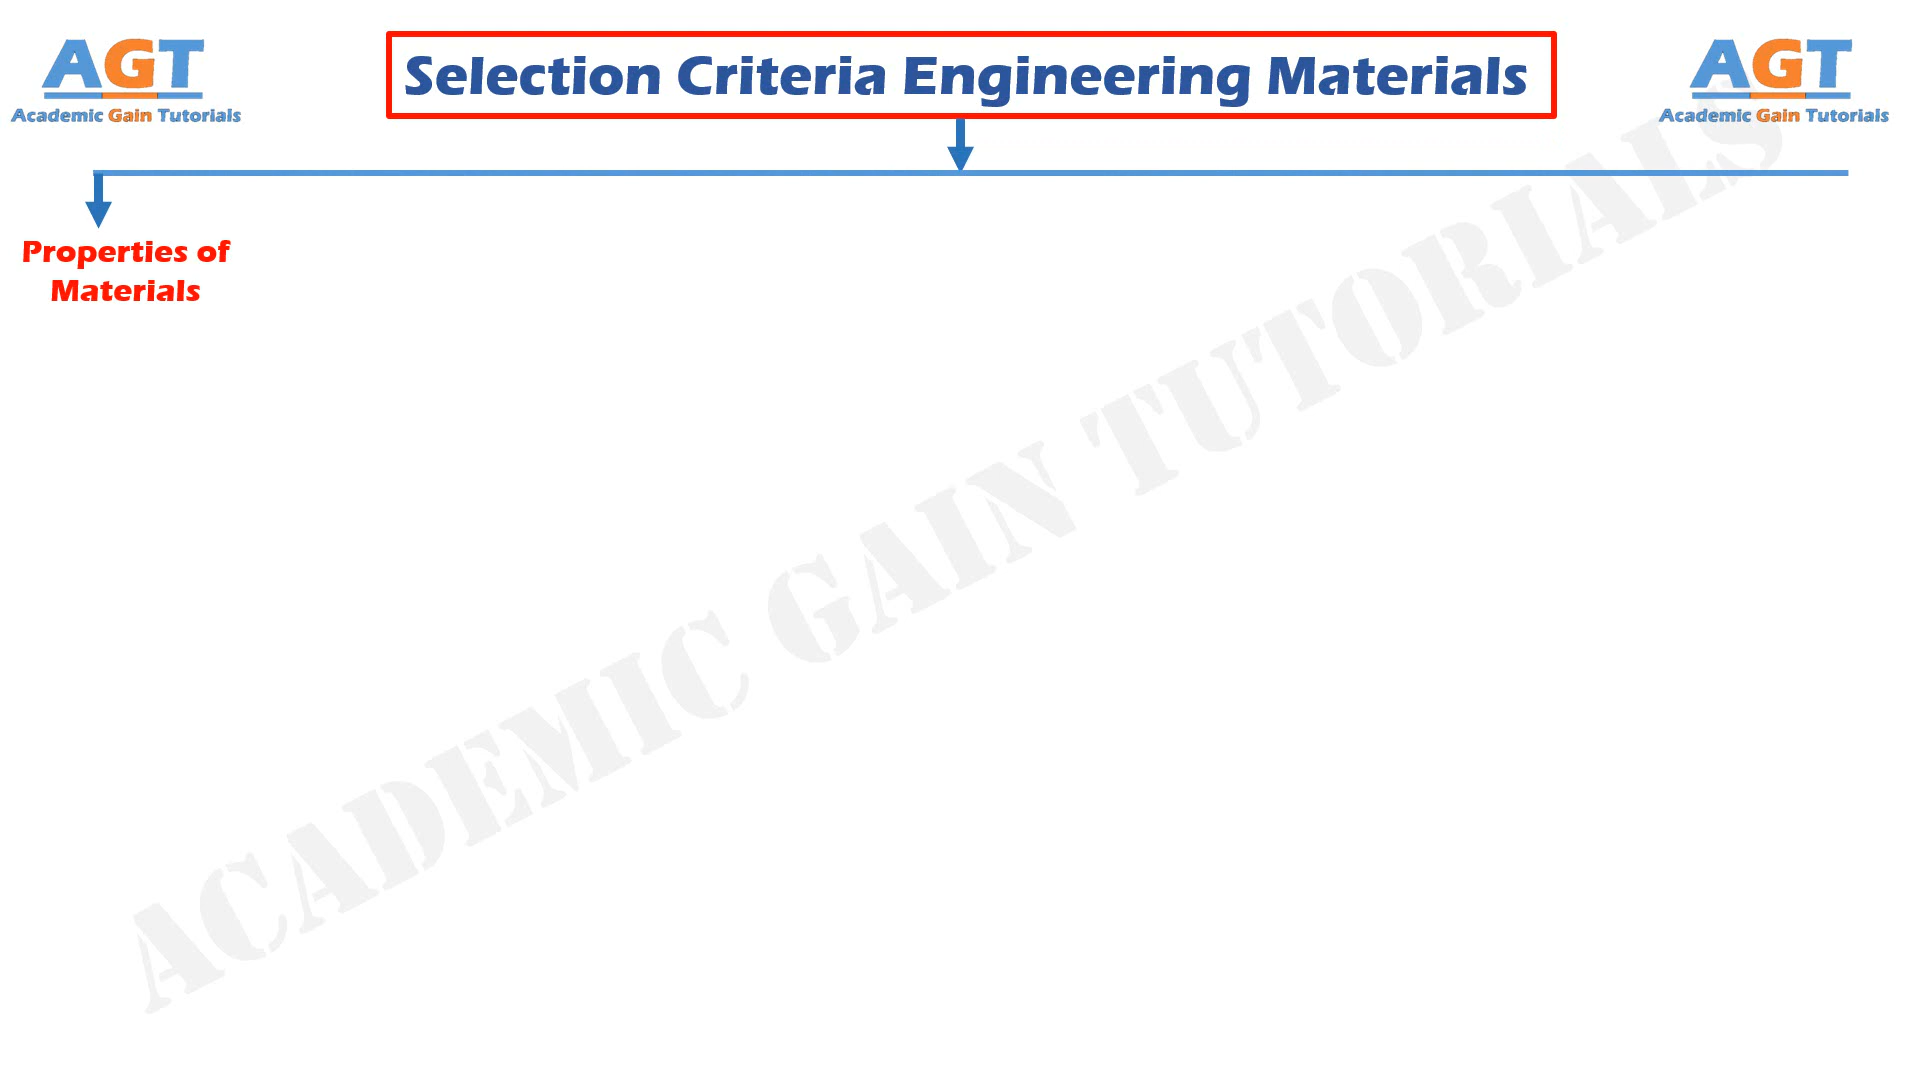 AGT
Academic Gain Tutorials
Selection Criteria Engineering Materials
AGT
Academic Gain Tutorials
Properties of
Materials
ACADEMIC GAIN TUTORIALS